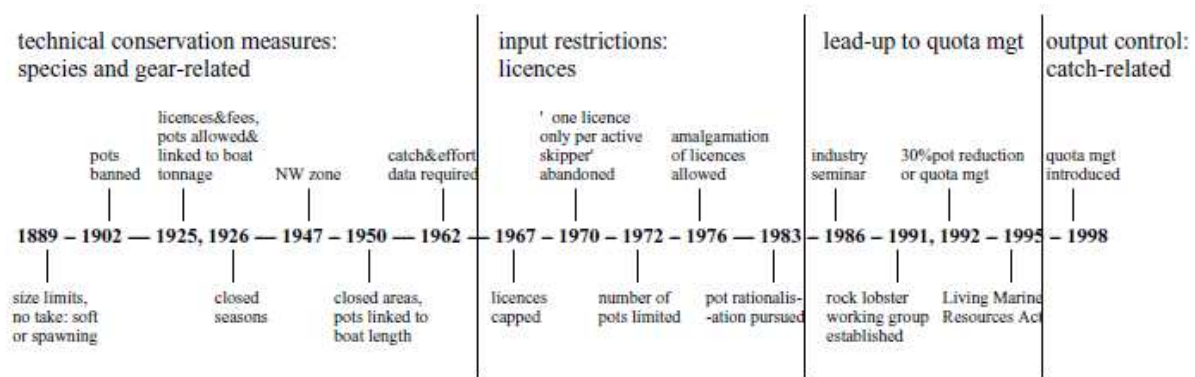 technical conservation measures:
species and gear-related
input restrictions:
licences
lead-up to quota mgt
output control:
catch-related
pots
banned
licences&fees,
pots allowed&
linked to boat
tonnage
NW zone
catch&effort
data required
' one licence
only per active
skipper'
abandoned
amalgamation
of licences
allowed
industry
seminar
30%pot reduction
or quota mgt
quota mgt
introduced
1889 – 1902 — 1925, 1926 — 1947 – 1950 — 1962 — 1967 – 1970 – 1972 – 1976 — 1983 – 1986 – 1991, 1992 – 1995 – 1998
size limits,
no take: soft
or spawning
closed
seasons
closed areas,
pots linked to
boat length
licences
capped
number of
pots limited
pot rationalis-
-ation pursued
rock lobster
working group
established
Living Marine
Resources Act